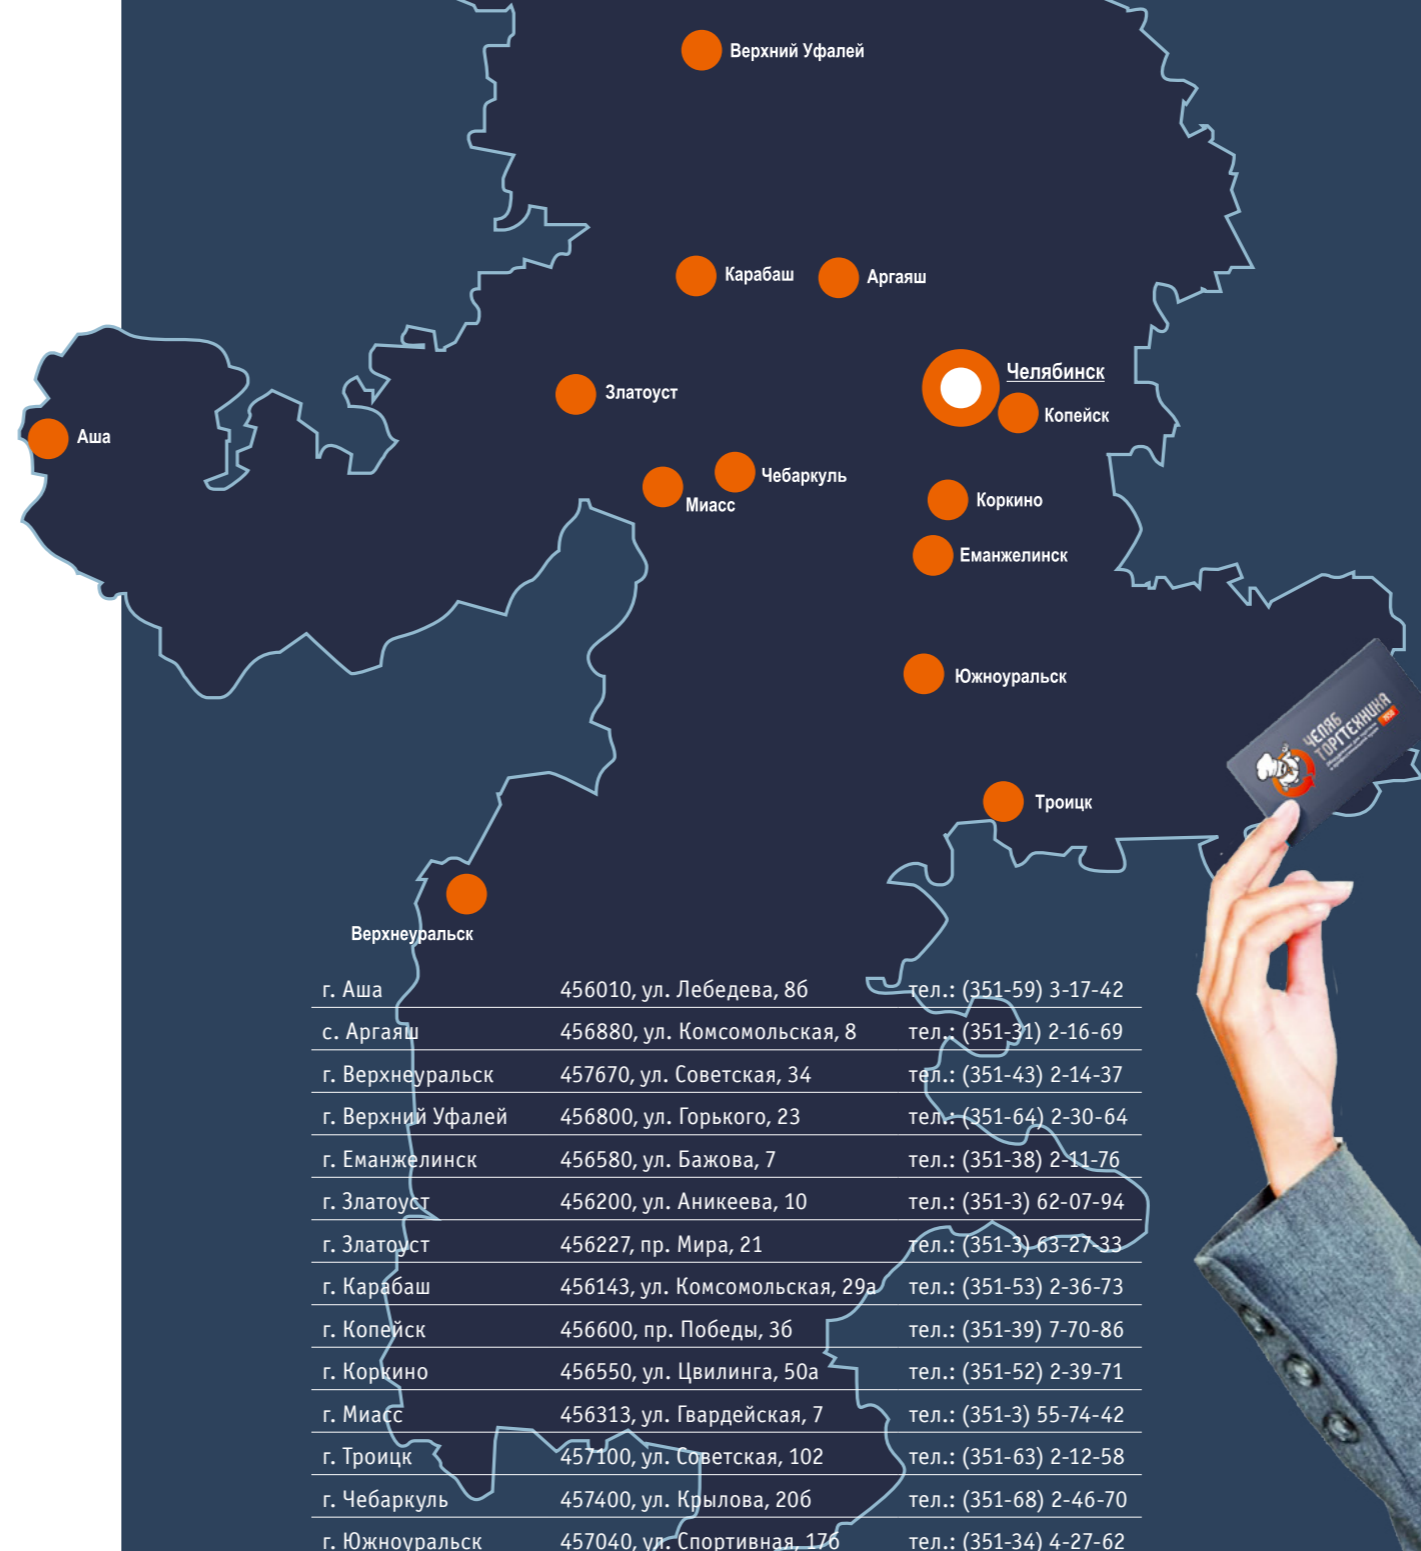 Верхний Уфалей
Карабаш
Аргаяш
Челябинск
Златоуст
Копейск
Аша
Чебаркуль
Миасс
Коркино
Еманжелинск
Южноуральск
ЧЕЛЯБ
ТОРГТЕХНИКА
Троицк
Верхнеуральск
г. Аша 456010, ул. Лебедева, 8б тел.: (351-59) 3-17-42
с. Аргаяш 456880, ул. Комсомольская, 8 тел.: (351-31) 2-16-69
г. Верхнеуральск 457670, ул. Советская, 34 тел.: (351-43) 2-14-37
г. Верхний Уфалей 456800, ул. Горького, 23 тел.: (351-64) 2-30-64
г. Еманжелинск 456580, ул. Бажова, 7 тел.: (351-38) 2-11-76
г. Златоуст 456200, ул. Аникеева, 10 тел.: (351-3) 62-07-94
г. Златоуст 456227, пр. Мира, 21 тел.: (351-3) 63-27-33
г. Карабаш 456143, ул. Комсомольская, 29а тел.: (351-53) 2-36-73
г. Копейск 456600, пр. Победы, 3б тел.: (351-39) 7-70-86
г. Коркино 456550, ул. Цвилинга, 50а тел.: (351-52) 2-39-71
г. Миасс 456313, ул. Гвардейская, 7 тел.: (351-3) 55-74-42
г. Троицк 457100, ул. Советская, 102 тел.: (351-63) 2-12-58
г. Чебаркуль 457400, ул. Крылова, 20б тел.: (351-68) 2-46-70
г. Южноуральск 457040, ул. Спортивная, 17б тел.: (351-34) 4-27-62